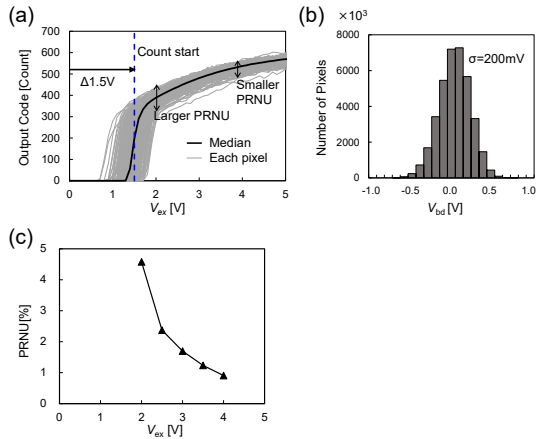 (a)
Output Code [Count]
700
600
500
400
300
200
100
0
Count start
Δ1.5V
Smaller
PRNU
Larger PRNU
Median
Each pixel
0 1 2 3 4 5
Vex [V]
(b)
×10³
Number of Pixels
8000
6000
4000
2000
0
σ=200mV
-1.0 -0.5 0.0 0.5 1.0
Vbd [V]
(c)
PRNU[%]
5
4
3
2
1
0
0 1 2 3 4 5
Vex [V]